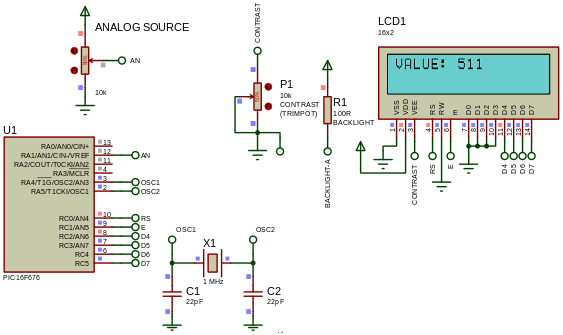 ANALOG SOURCE
AN
50%
10k
CONTRAST
P1
10k
CONTRAST
(TRIMPOT)
50%
R1
100R
BACKLIGHT
BACKLIGHT-A
LCD1
16x2
VALUE: 511
VSS
VDD
VEE
RS
RW
E
D0
D1
D2
D3
D4
D5
D6
D7
1
2
3
4
5
6
7
8
9
10
11
12
13
14
CONTRAST
RS
E
D4
D5
D6
D7
U1
RA0/AN0/CIN+ 13
RA1/AN1/CIN-/VREF 12 AN
RA2/COUT/T0CKI/AN2 11
RA3/MCLR 4
RA4/T1G/OSC2/AN3 3 OSC1
RA5/T1CKI/OSC1 2 OSC2
RC0/AN4 10 RS
RC1/AN5 9 E
RC2/AN6 8 D4
RC3/AN7 7 D5
RC4 6 D6
RC5 5 D7
PIC16F676
OSC1
OSC2
X1
1 MHz
C1
22pF
C2
22pF